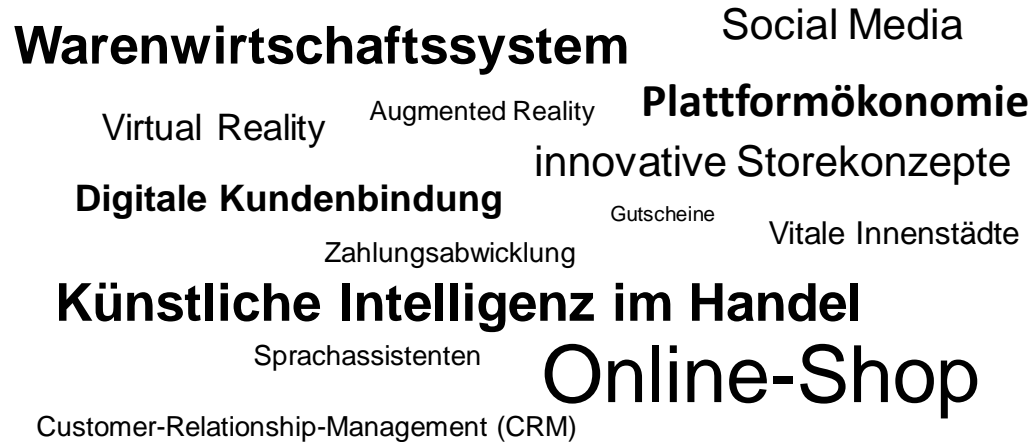 Social Media
Warenwirtschaftssystem
Plattformökonomie
Augmented Reality
Virtual Reality
innovative Storekonzepte
Digitale Kundenbindung
Gutscheine
Vitale Innenstädte
Zahlungsabwicklung
Künstliche Intelligenz im Handel
Sprachassistenten
Online-Shop
Customer-Relationship-Management (CRM)